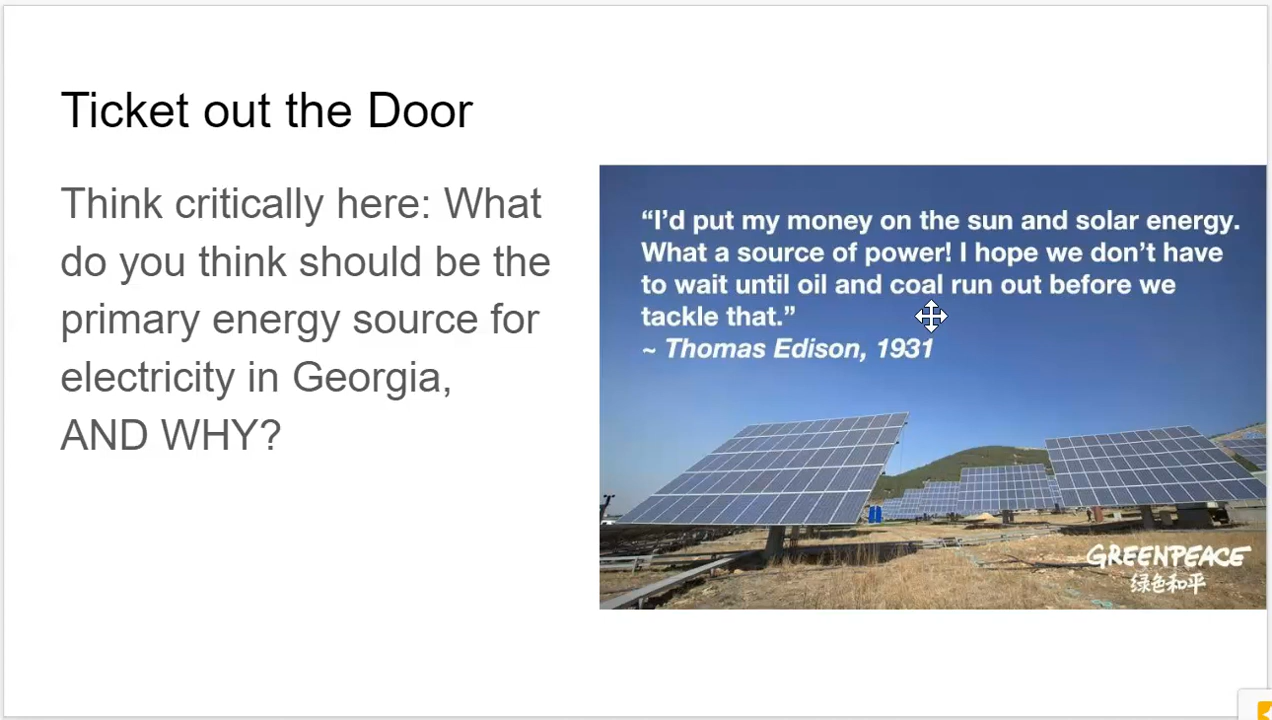 Ticket out the Door
Think critically here: What
do you think should be the
primary energy source for
electricity in Georgia,
AND WHY?
“I’d put my money on the sun and solar energy.
What a source of power! I hope we don’t have
to wait until oil and coal run out before we
tackle that.”
~ Thomas Edison, 1931
GREENPEACE
绿色和平